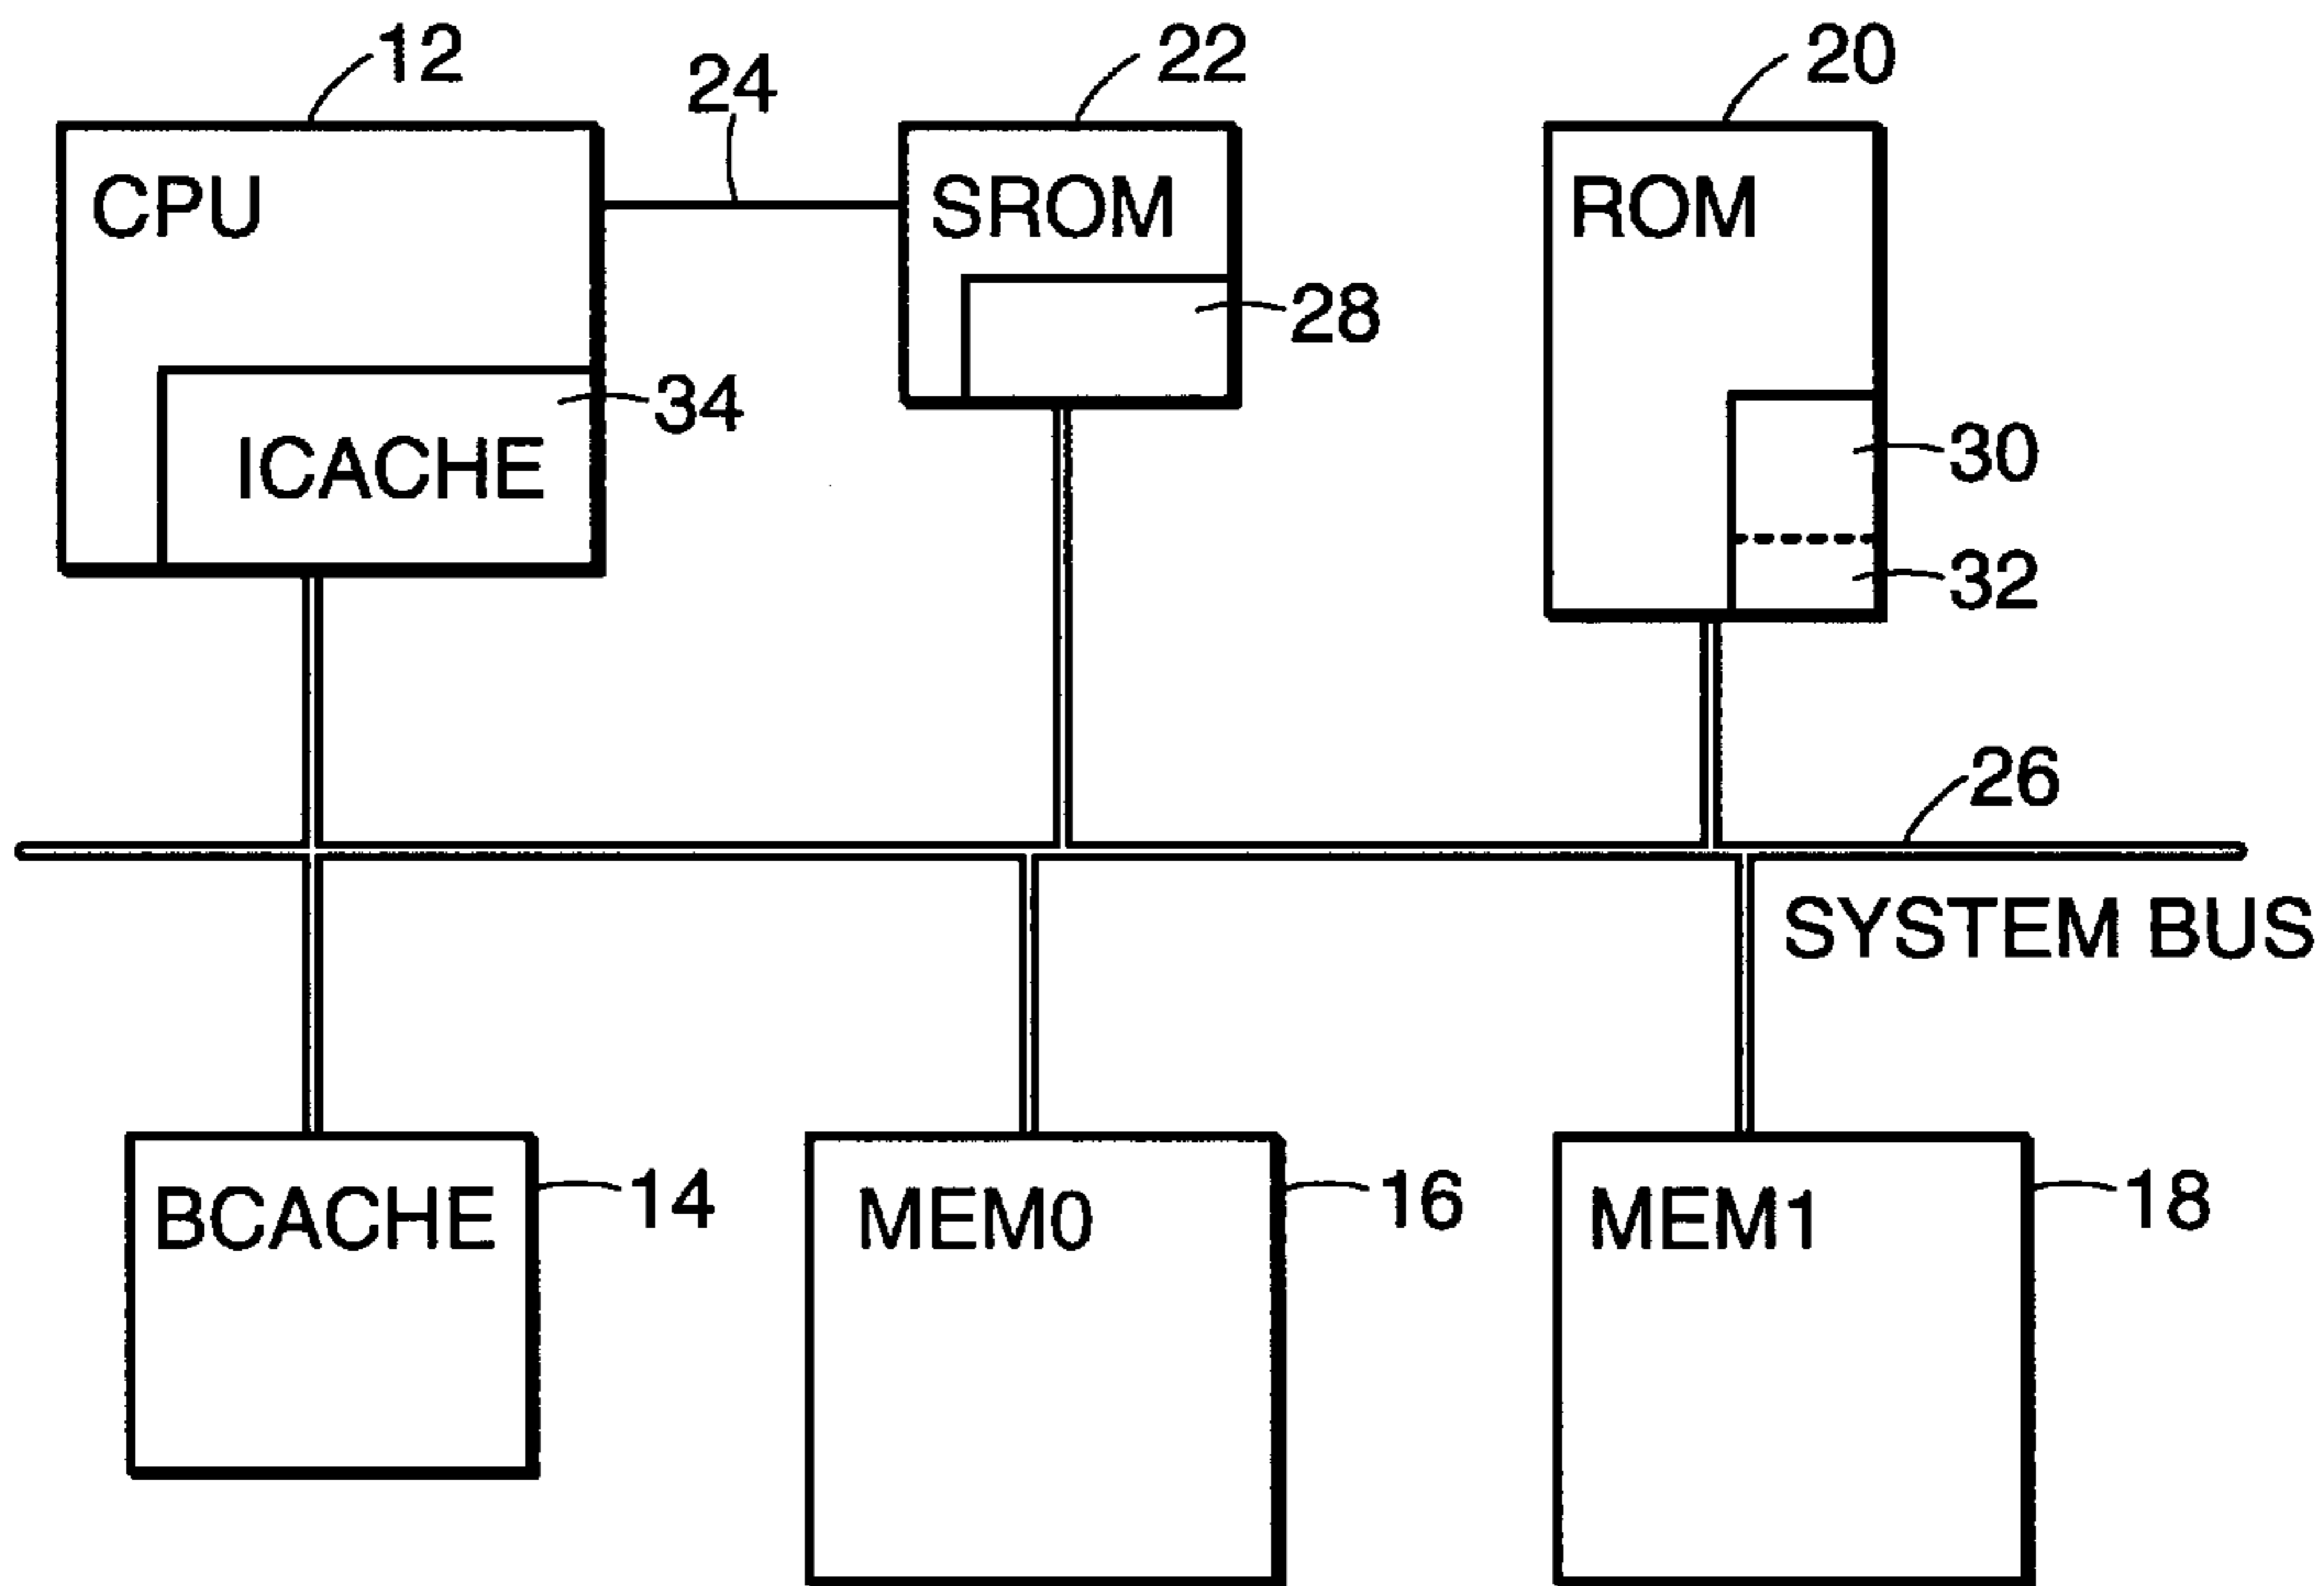 12
24
22
20
CPU
SROM
ROM
28
34
ICACHE
30
32
26
SYSTEM BUS
BCACHE
14
MEM0
16
MEM1
18